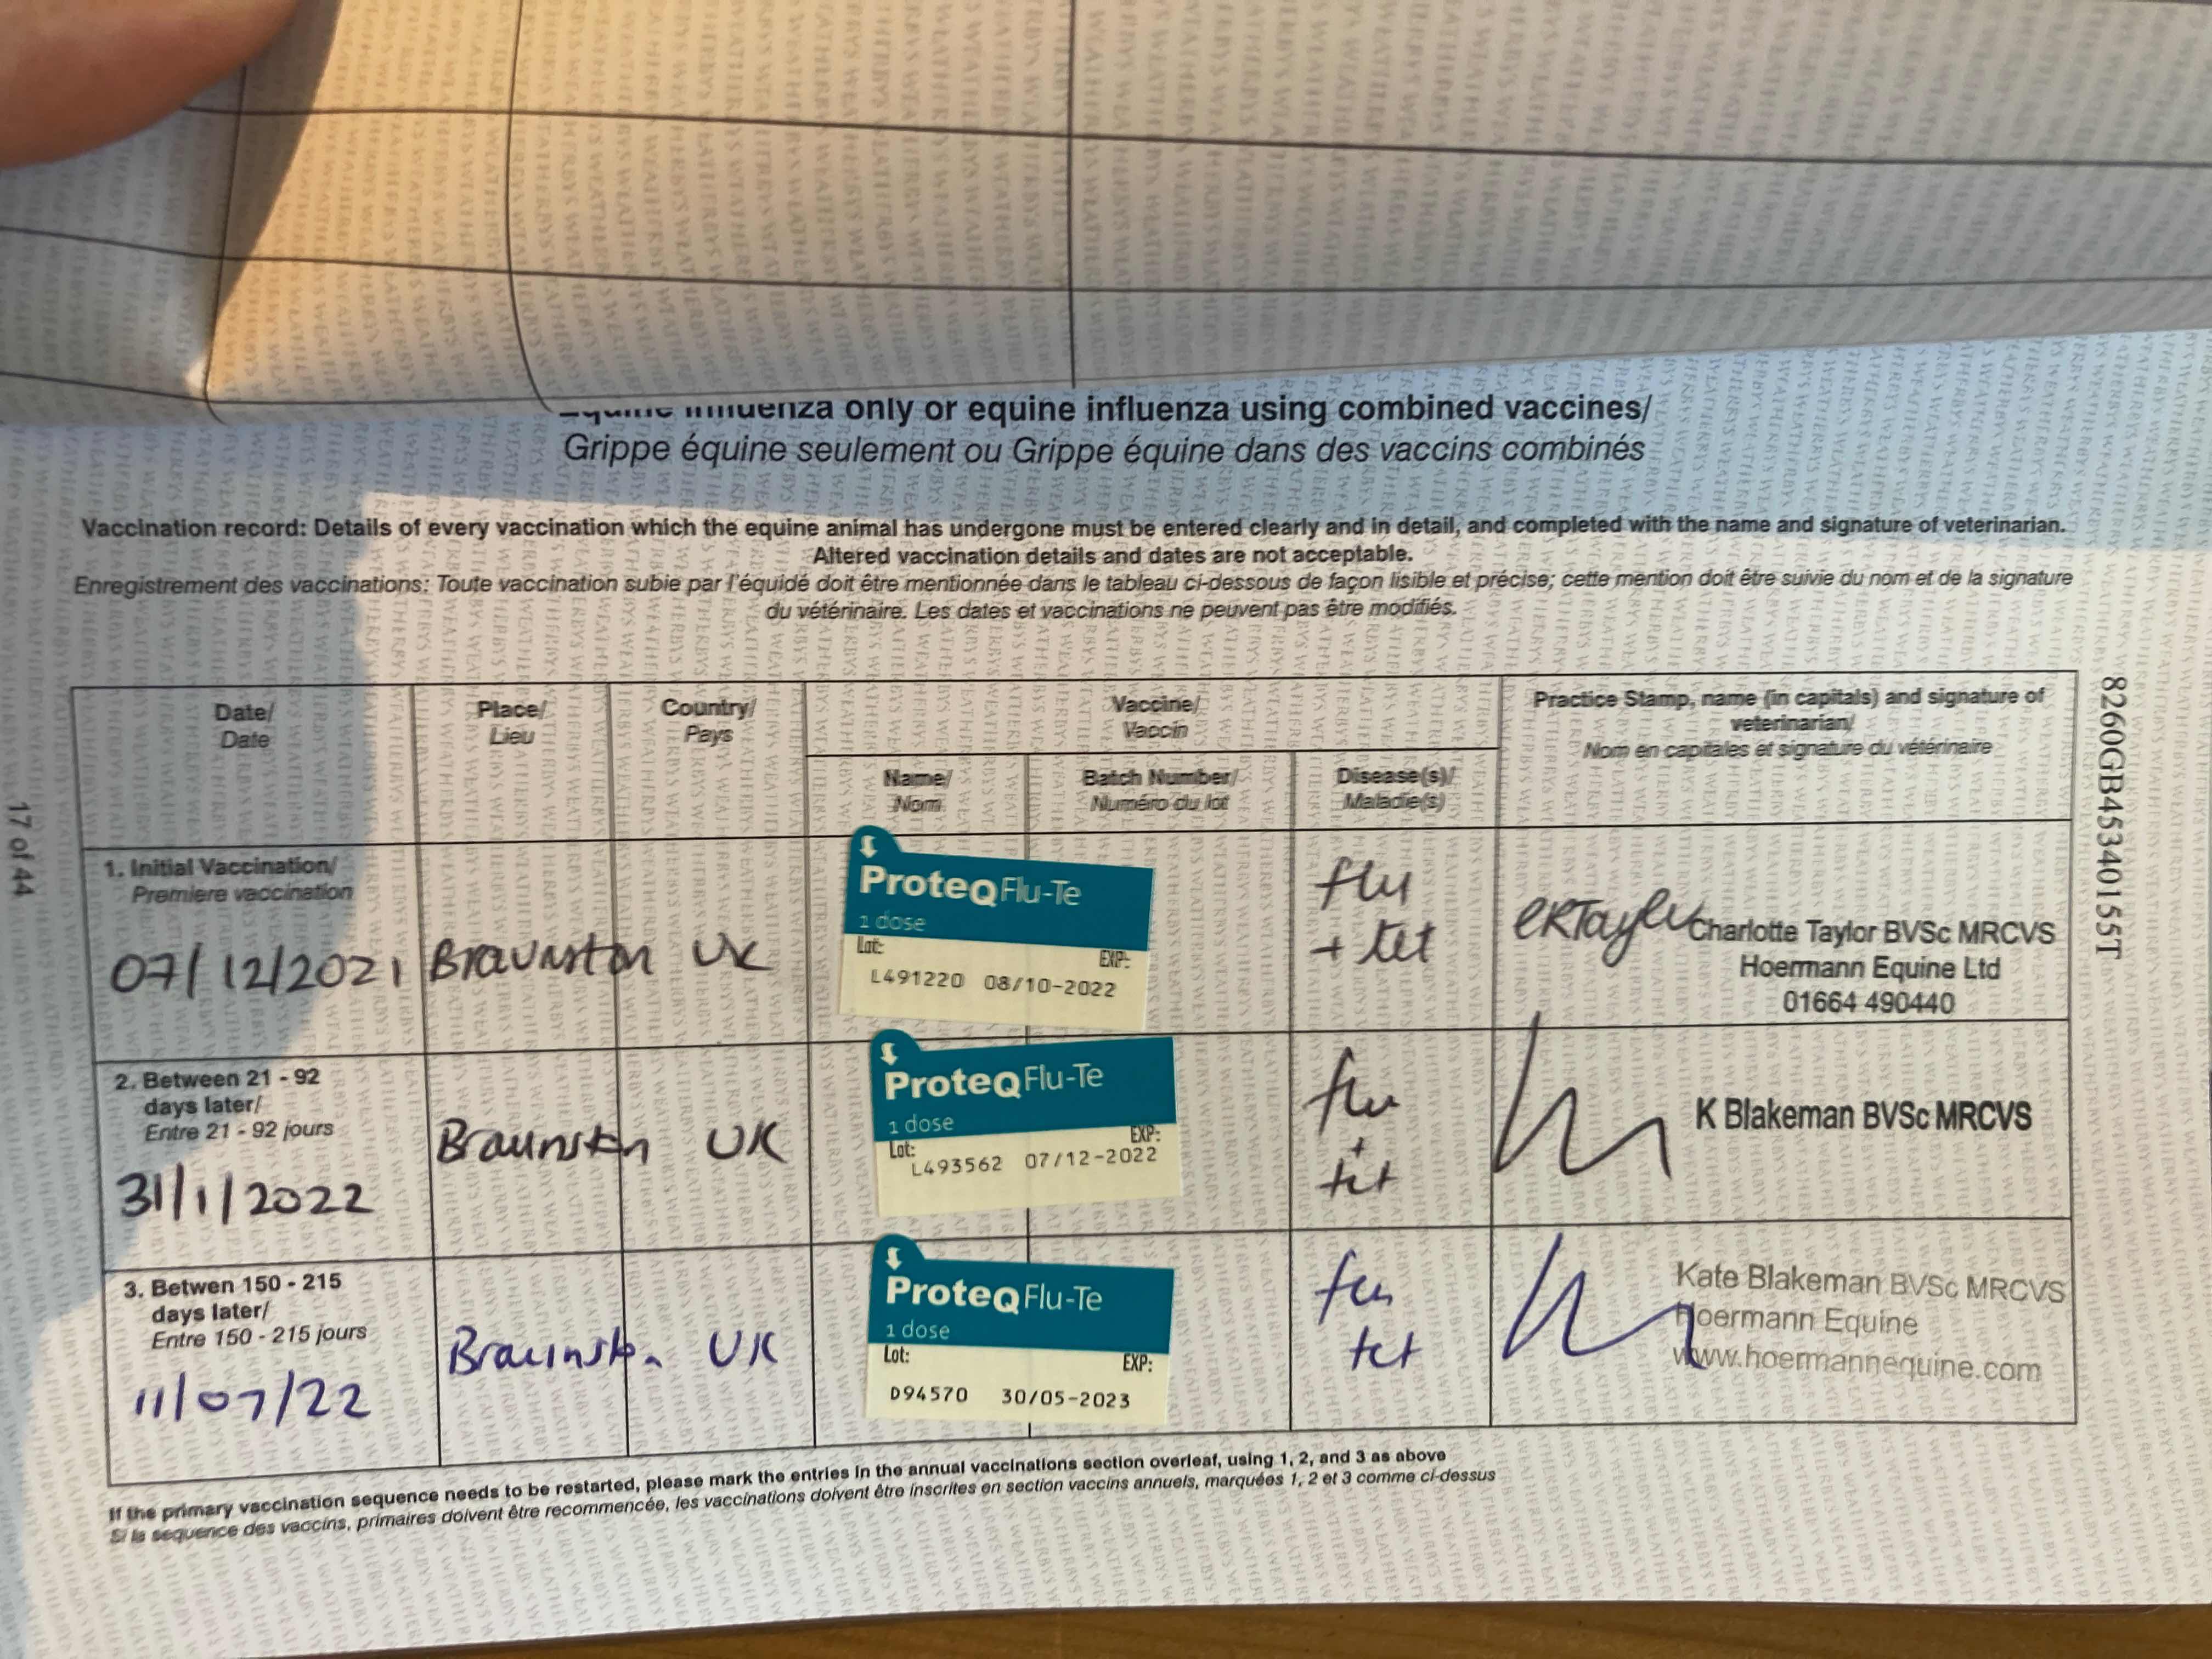 influenza only or equine influenza using combined vaccines/
Grippe équine seulement ou Grippe équine dans des vaccins combinés
Vaccination record: Details of every vaccination which the equine animal has undergone must be entered clearly and in detail, and completed with the name and signature of veterinarian.
Altered vaccination details and dates are not acceptable.
Enregistrement des vaccinations: Toute vaccination subie par l'équidé doit être mentionnée dans le tableau ci-dessous de façon lisible et précise; cette mention doit être suivie du nom et de la signature
du vétérinaire. Les dates et vaccinations ne peuvent pas être modifiés.
Date/
Date
Place/
Lieu
Country/
Pays
Vaccine/
Vaccin
Name/
Nom
Batch Number/
Numéro du lot
Disease(s)/
Maladie(s)
Practice Stamp, name (in capitals) and signature of
veterinarian/
Nom en capitales et signature du vétérinaire
1. Initial Vaccination/
Premiere vaccination
07/12/2021
Braunston
UK
ProteqFlu-Te
1 dose
Lot: EXP:
L491220 08/10-2022
flu
+ tet
CRTaylor
Charlotte Taylor BVSc MRCVS
Hoermann Equine Ltd
01664 490440
2. Between 21 - 92
days later/
Entre 21 - 92 jours
31/1/2022
Braunston
UK
ProteqFlu-Te
1 dose
Lot: EXP:
L493562 07/12-2022
flu
+
tet
K Blakeman BVSc MRCVS
3. Betwen 150 - 215
days later/
Entre 150 - 215 jours
11/07/22
Braunston
UK
ProteqFlu-Te
1 dose
Lot: EXP:
D94570 30/05-2023
flu
tet
Kate Blakeman BVSc MRCVS
Hoermann Equine
www.hoermannequine.com
If the primary vaccination sequence needs to be restarted, please mark the entries in the annual vaccinations section overleaf, using 1, 2, and 3 as above
Si la sequence des vaccins, primaires doivent être recommencée, les vaccinations doivent être inscrites en section vaccins annuels, marquées 1, 2 et 3 comme ci-dessus
17 of 44
8260GB45340155T